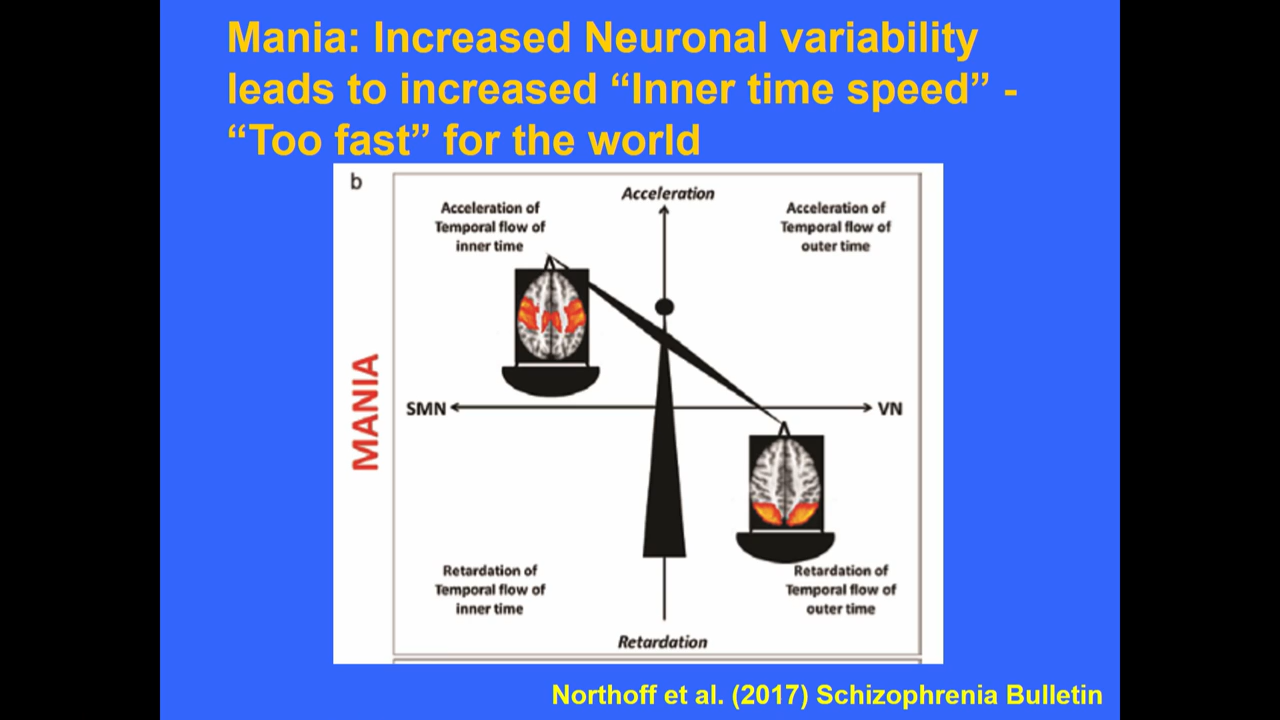 Mania: Increased Neuronal variability
leads to increased “Inner time speed” -
“Too fast” for the world
b
Acceleration
Acceleration of
Temporal flow of
inner time
Acceleration of
Temporal flow of
outer time
MANIA
SMN
VN
Retardation of
Temporal flow of
inner time
Retardation of
Temporal flow of
outer time
Retardation
Northoff et al. (2017) Schizophrenia Bulletin